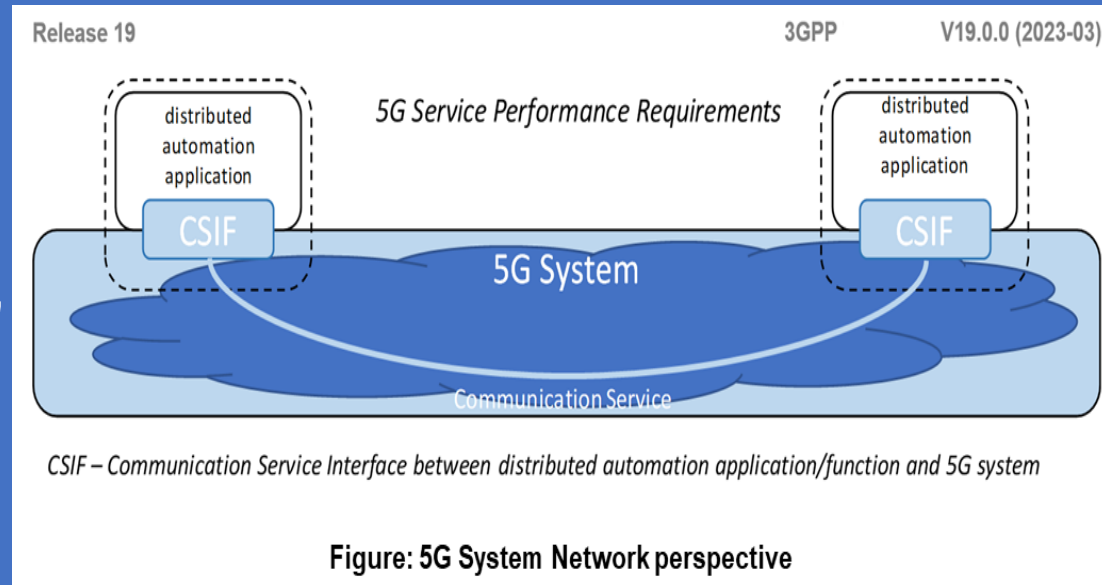 Release 19 3GPP V19.0.0 (2023-03)
5G Service Performance Requirements
distributed
automation
application
CSIF
distributed
automation
application
CSIF
5G System
Communication Service
CSIF – Communication Service Interface between distributed automation application/function and 5G system
Figure: 5G System Network perspective